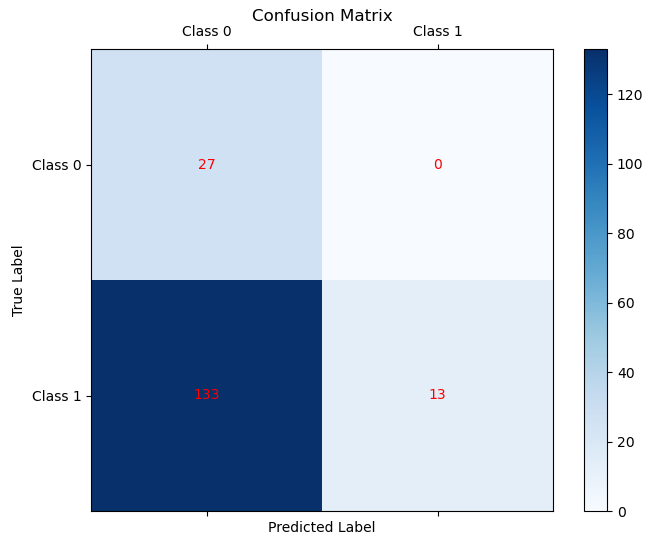 Confusion Matrix
Class 0 Class 1
120
100
80
60
40
20
0
True Label
Class 0 27 0
Class 1 133 13
Predicted Label